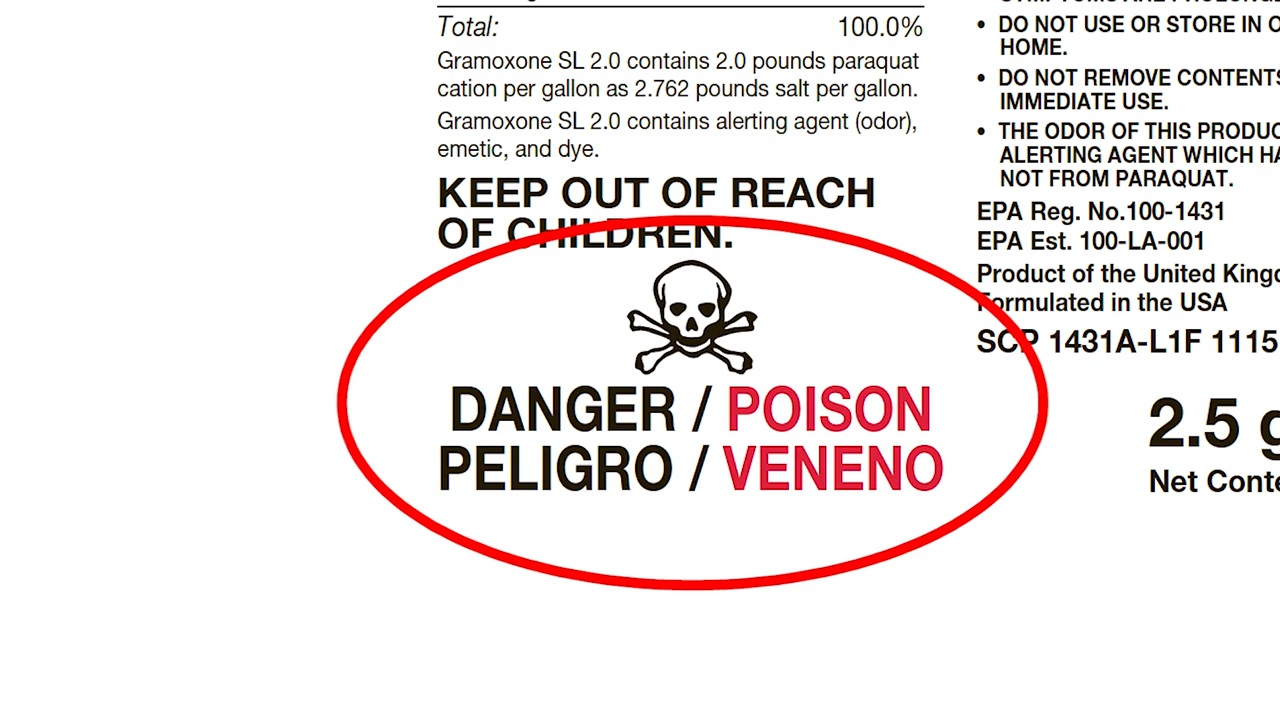 Total: 100.0%
Gramoxone SL 2.0 contains 2.0 pounds paraquat
cation per gallon as 2.762 pounds salt per gallon.
Gramoxone SL 2.0 contains alerting agent (odor),
emetic, and dye.
KEEP OUT OF REACH
OF CHILDREN.
DANGER / POISON
PELIGRO / VENENO
• DO NOT USE OR STORE IN
HOME.
• DO NOT REMOVE CONTENTS
IMMEDIATE USE.
• THE ODOR OF THIS
ALERTING AGENT WHICH
NOT FROM PARAQUAT.
EPA Reg. No.100-1431
EPA Est. 100-LA-001
Product of the United
Formulated in the USA
SCP 1431A-L1F 1115
2.5
Net